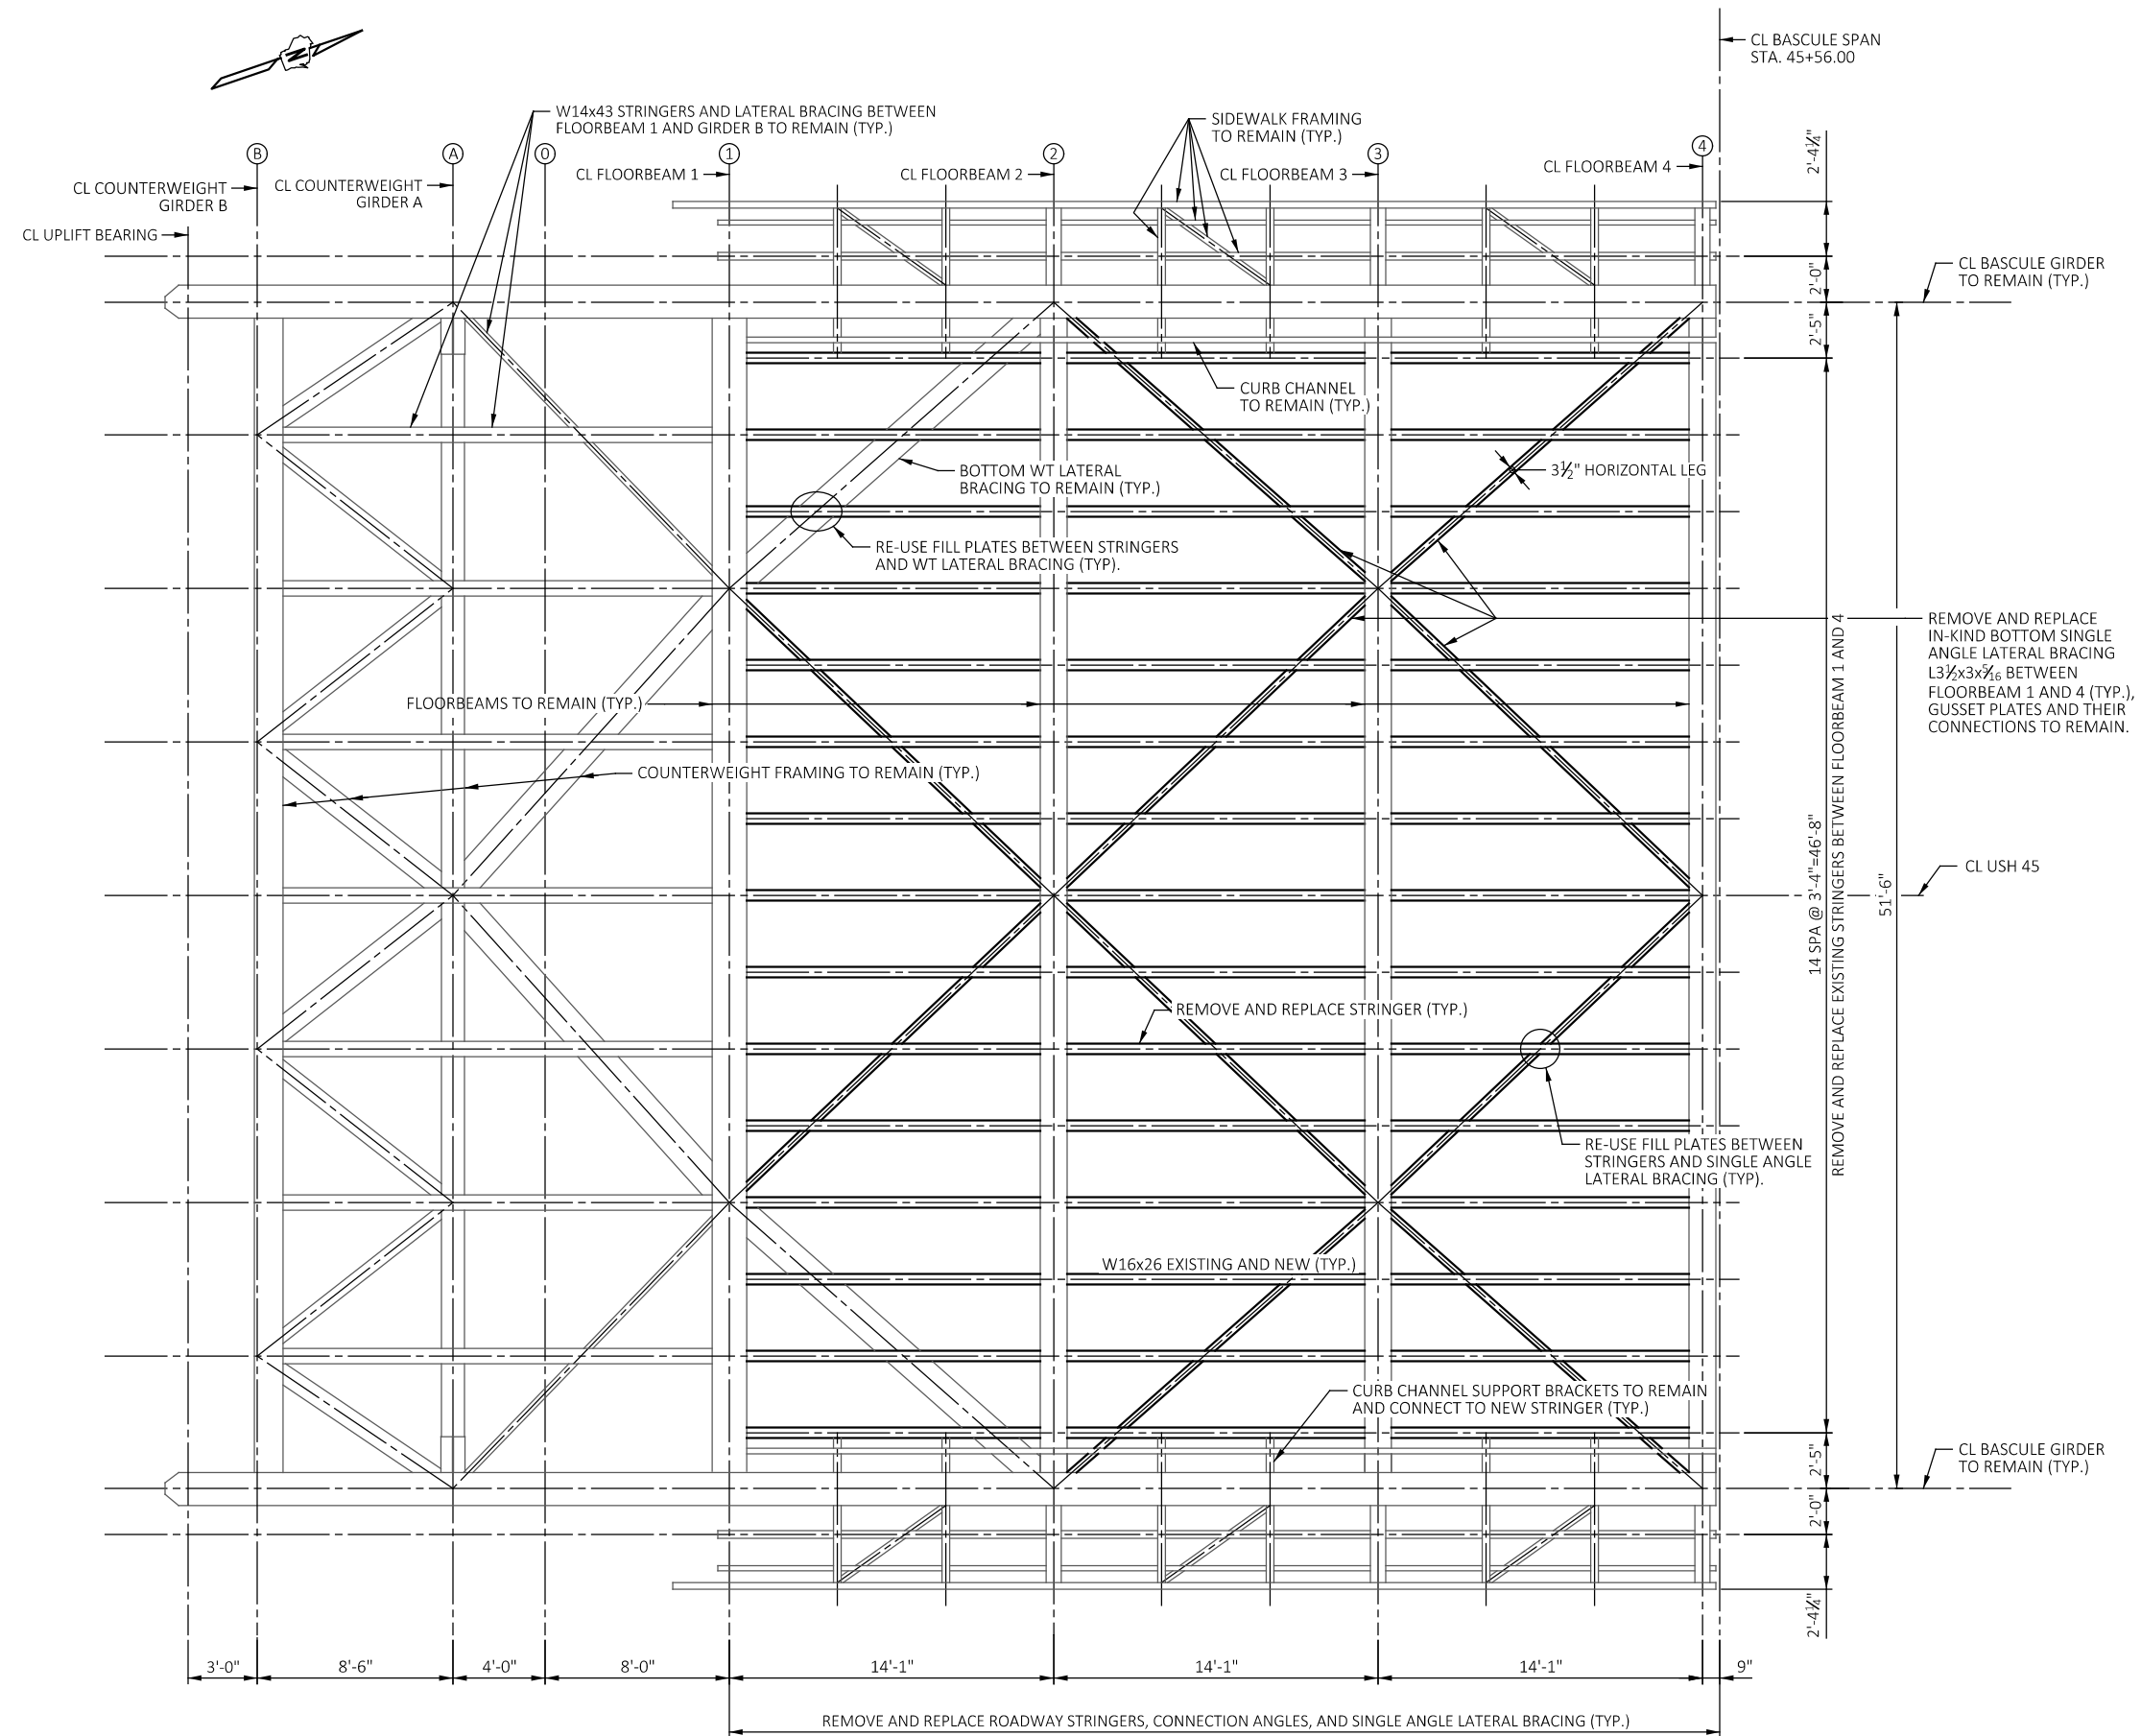 N
CL BASCULE SPAN
STA. 45+56.00
W14x43 STRINGERS AND LATERAL BRACING BETWEEN
FLOORBEAM 1 AND GIRDER B TO REMAIN (TYP.)
SIDEWALK FRAMING
TO REMAIN (TYP.)
2'-4¼"
B
A
0
1
2
3
4
CL COUNTERWEIGHT
GIRDER B
CL COUNTERWEIGHT
GIRDER A
CL FLOORBEAM 1
CL FLOORBEAM 2
CL FLOORBEAM 3
CL FLOORBEAM 4
CL UPLIFT BEARING
2'-0"
CL BASCULE GIRDER
TO REMAIN (TYP.)
2'-5"
CURB CHANNEL
TO REMAIN (TYP.)
BOTTOM WT LATERAL
BRACING TO REMAIN (TYP.)
3½" HORIZONTAL LEG
RE-USE FILL PLATES BETWEEN STRINGERS
AND WT LATERAL BRACING (TYP).
REMOVE AND REPLACE
IN-KIND BOTTOM SINGLE
ANGLE LATERAL BRACING
L3½x3x5⁄16 BETWEEN
FLOORBEAM 1 AND 4 (TYP.),
GUSSET PLATES AND THEIR
CONNECTIONS TO REMAIN.
FLOORBEAMS TO REMAIN (TYP.)
COUNTERWEIGHT FRAMING TO REMAIN (TYP.)
14 SPA @ 3'-4"=46'-8"
REMOVE AND REPLACE EXISTING STRINGERS BETWEEN FLOORBEAM 1 AND 4
51'-6"
CL USH 45
REMOVE AND REPLACE STRINGER (TYP.)
RE-USE FILL PLATES BETWEEN
STRINGERS AND SINGLE ANGLE
LATERAL BRACING (TYP).
W16x26 EXISTING AND NEW (TYP.)
CURB CHANNEL SUPPORT BRACKETS TO REMAIN
AND CONNECT TO NEW STRINGER (TYP.)
2'-5"
CL BASCULE GIRDER
TO REMAIN (TYP.)
2'-0"
2'-4¼"
3'-0"
8'-6"
4'-0"
8'-0"
14'-1"
14'-1"
14'-1"
9"
REMOVE AND REPLACE ROADWAY STRINGERS, CONNECTION ANGLES, AND SINGLE ANGLE LATERAL BRACING (TYP.)